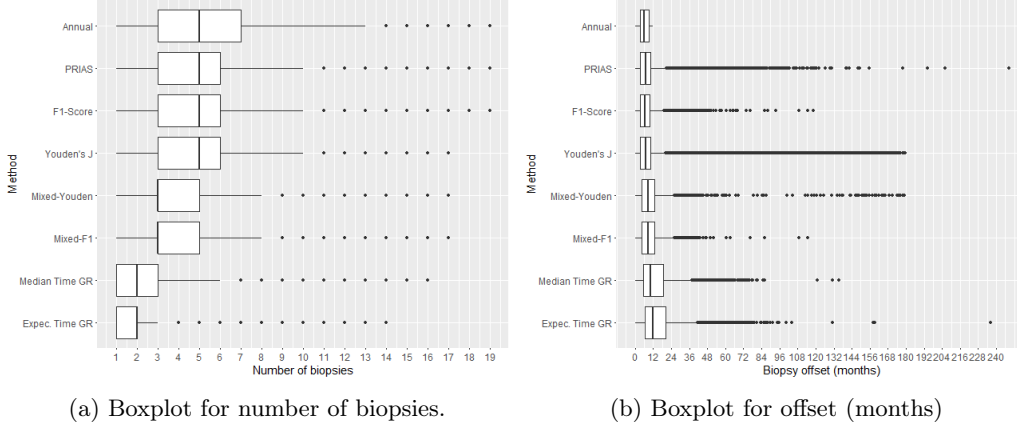 Method
Annual
PRIAS
F1-Score
Youden's J
Mixed-Youden
Mixed-F1
Median Time GR
Expec. Time GR
1 2 3 4 5 6 7 8 9 10 11 12 13 14 15 16 17 18 19
Number of biopsies
(a) Boxplot for number of biopsies.
Method
Annual
PRIAS
F1-Score
Youden's J
Mixed-Youden
Mixed-F1
Median Time GR
Expec. Time GR
0 12 24 36 48 60 72 84 96 108 120 132 144 156 168 180 192 204 216 228 240
Biopsy offset (months)
(b) Boxplot for offset (months)